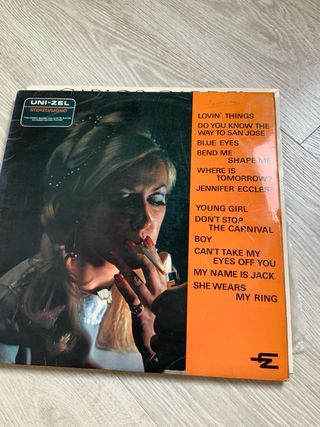 UNI-ZEL
STEREO/MONO
LOVIN' THINGS
DO YOU KNOW THE
WAY TO SAN JOSE
BLUE EYES
BEND ME
SHAPE ME
WHERE IS
TOMORROW?
JENNIFER ECCLES
YOUNG GIRL
DON'T STOP
THE CARNIVAL
BOY
CAN'T TAKE MY
EYES OFF YOU
MY NAME IS JACK
SHE WEARS
MY RING